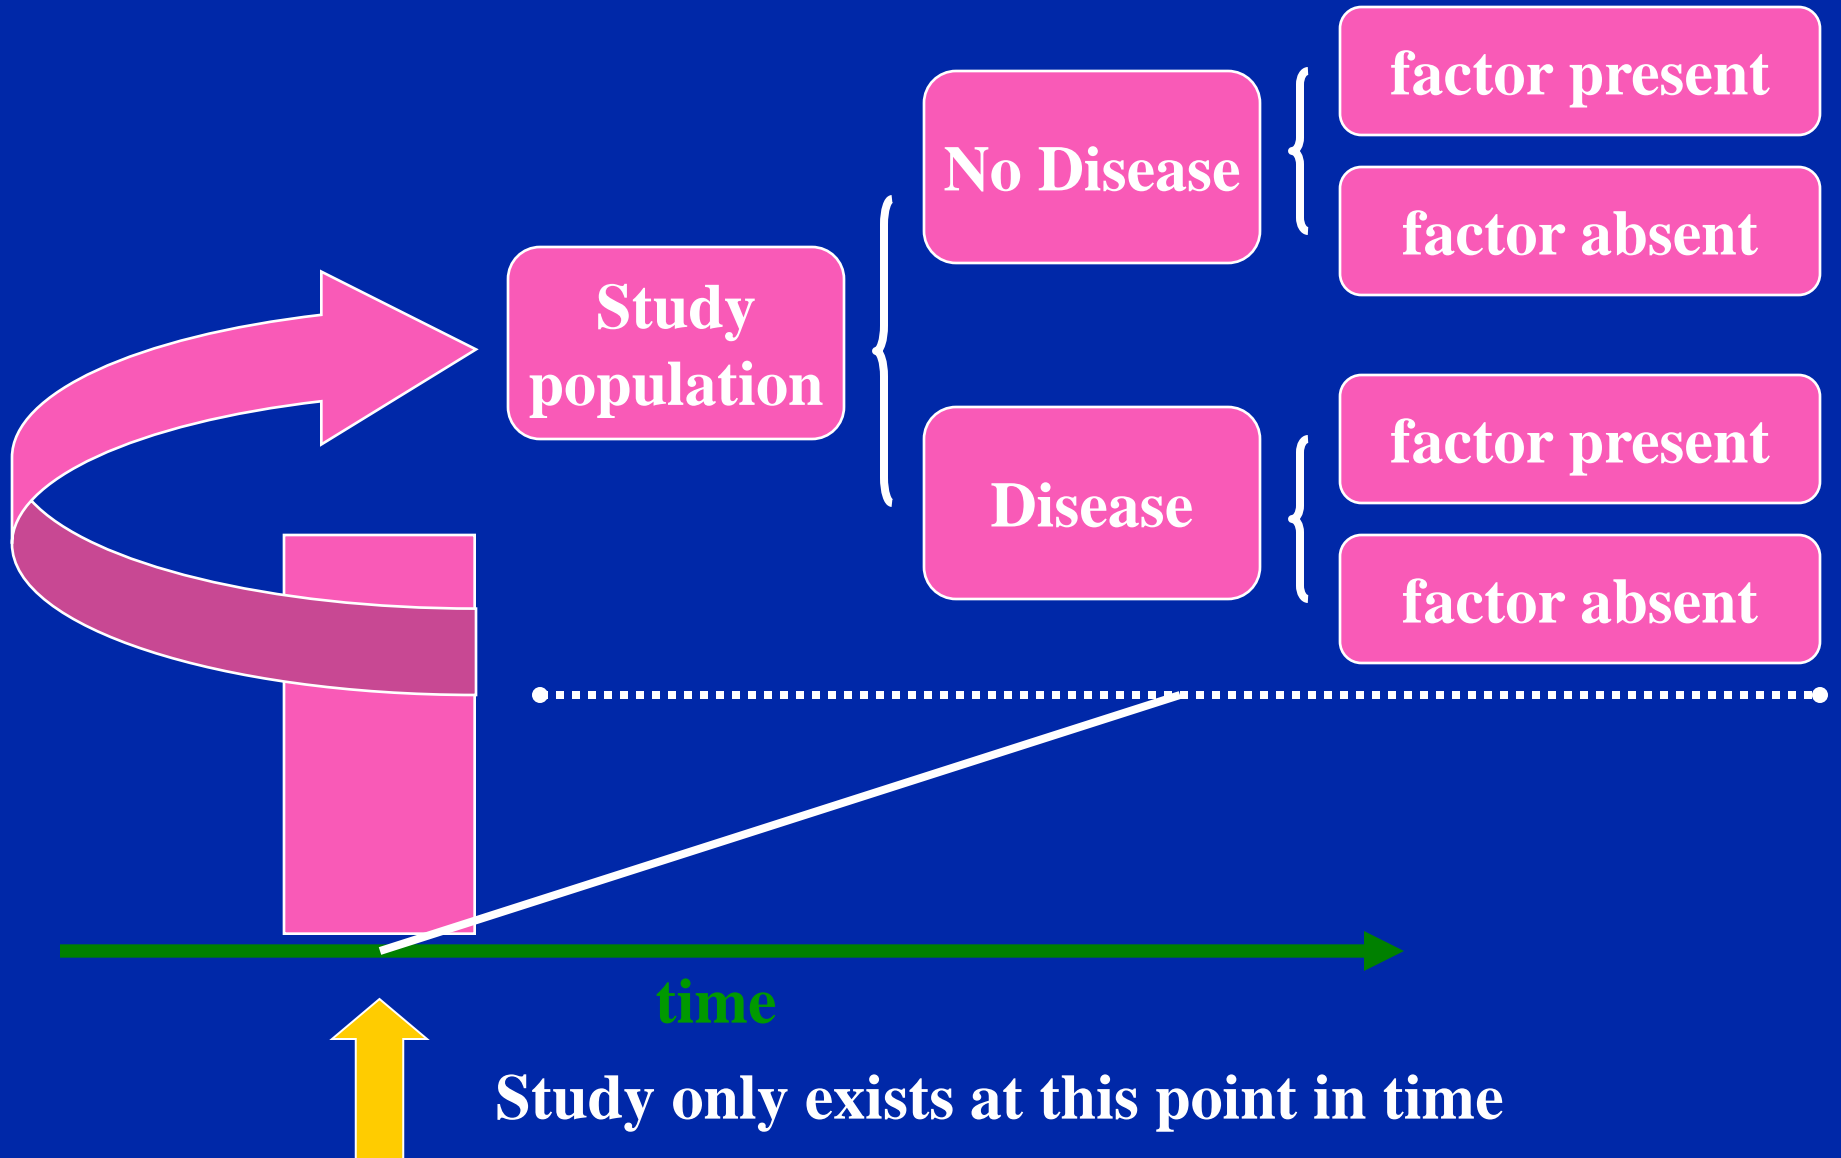 factor present
No Disease
factor absent
Study
population
factor present
Disease
factor absent
time
Study only exists at this point in time